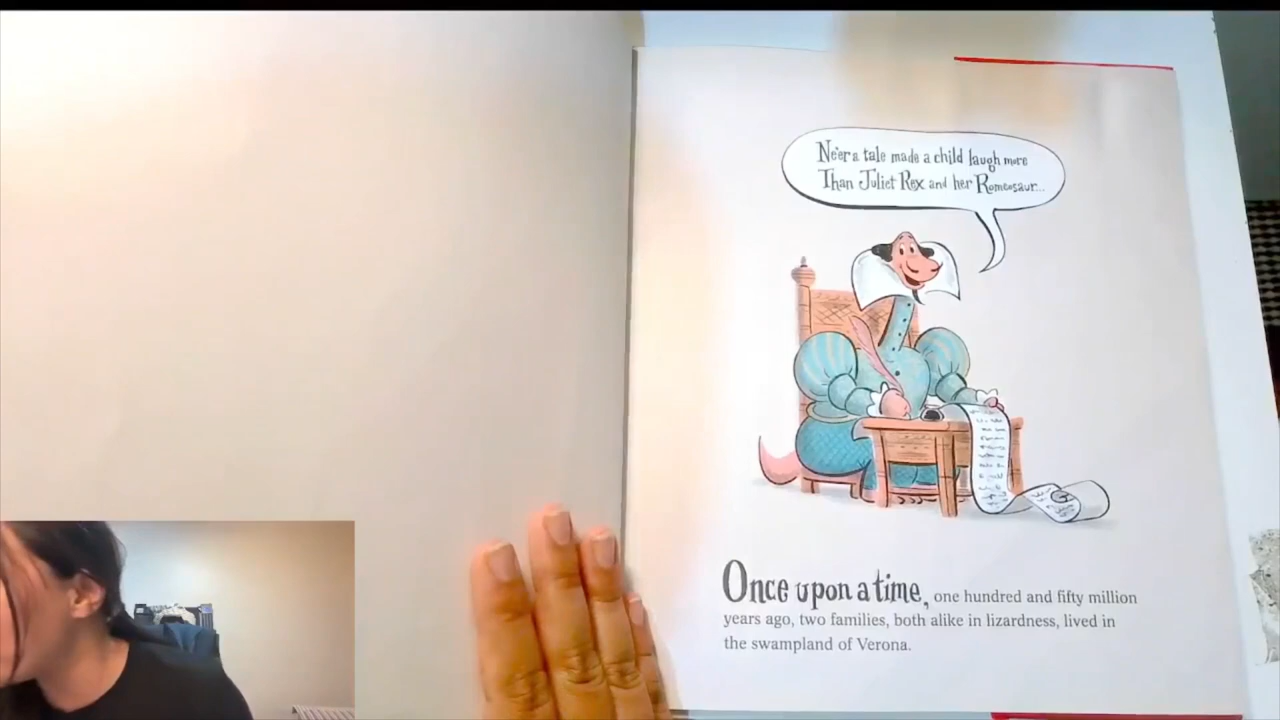 Ne'er a tale made a child laugh more
Than Juliet Rex and her Romeosaur...
Once upon a time, one hundred and fifty million
years ago, two families, both alike in lizardness, lived in
the swampland of Verona.